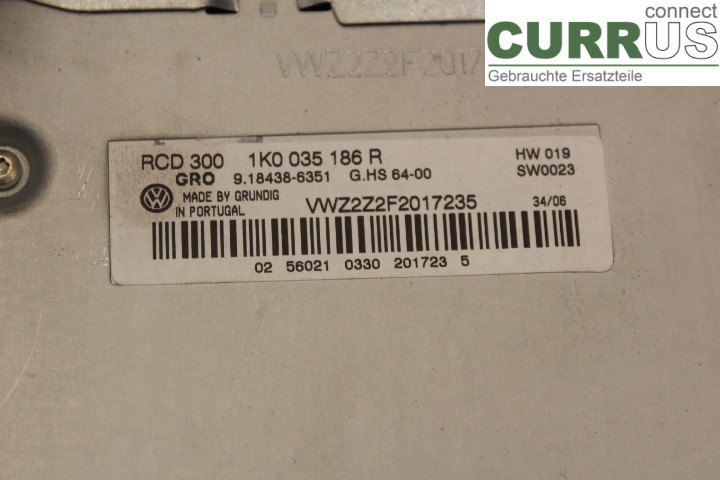 connect
CURRUS
Gebrauchte Ersatzteile
VWZ2Z2F2017
RCD 300 1K0 035 186 R HW 019
GRO 9.18438-6351 G.HS 64-00 SW0023
MADE BY GRUNDIG
IN PORTUGAL
VWZ2Z2F2017235 34/06
02 56021 0330 201723 5